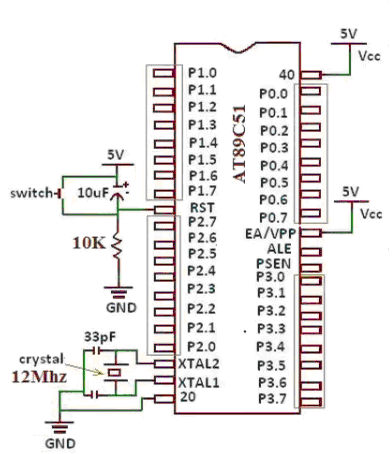 5V
Vcc
40
P1.0
P1.1
P1.2
P1.3
P1.4
P1.5
P1.6
P1.7
RST
P2.7
P2.6
P2.5
P2.4
P2.3
P2.2
P2.1
P2.0
XTAL2
XTAL1
20
AT89C51
P0.0
P0.1
P0.2
P0.3
P0.4
P0.5
P0.6
P0.7
EA/VPP
ALE
PSEN
P3.0
P3.1
P3.2
P3.3
P3.4
P3.5
P3.6
P3.7
5V
Vcc
5V
switch
10uF
10K
GND
33pF
crystal
12Mhz
GND